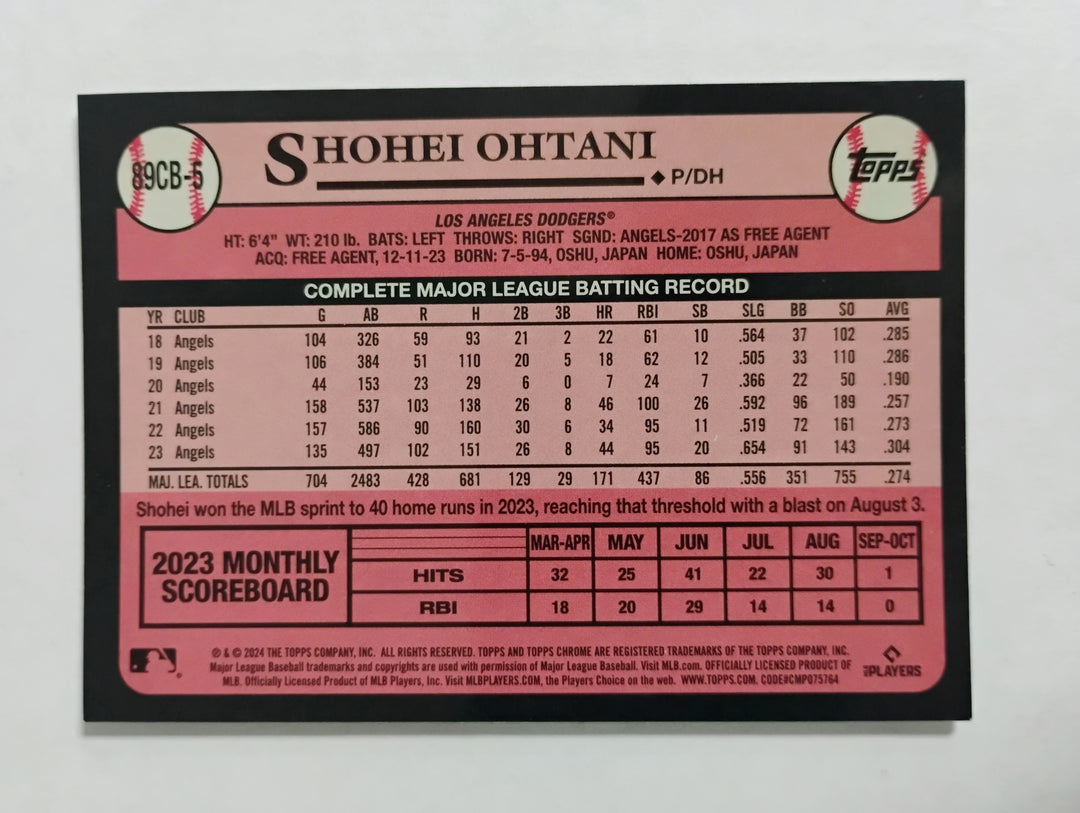 89CB-5
SHOHEI OHTANI
P/DH
TOPPS
LOS ANGELES DODGERS®
HT: 6'4" WT: 210 lb. BATS: LEFT THROWS: RIGHT SGND: ANGELS-2017 AS FREE AGENT
ACQ: FREE AGENT, 12-11-23 BORN: 7-5-94, OSHU, JAPAN HOME: OSHU, JAPAN
COMPLETE MAJOR LEAGUE BATTING RECORD
YR CLUB G AB R H 2B 3B HR RBI SB SLG BB SO AVG
18 Angels 104 326 59 93 21 2 22 61 10 .564 37 102 .285
19 Angels 106 384 51 110 20 5 18 62 12 .505 33 110 .286
20 Angels 44 153 23 29 6 0 7 24 7 .366 22 50 .190
21 Angels 158 537 103 138 26 8 46 100 26 .592 96 189 .257
22 Angels 157 586 90 160 30 6 34 95 11 .519 72 161 .273
23 Angels 135 497 102 151 26 8 44 95 20 .654 91 143 .304
MAJ. LEA. TOTALS 704 2483 428 681 129 29 171 437 86 .556 351 755 .274
Shohei won the MLB sprint to 40 home runs in 2023, reaching that threshold with a blast on August 3.
2023 MONTHLY
SCOREBOARD
MAR-APR MAY JUN JUL AUG SEP-OCT
HITS 32 25 41 22 30 1
RBI 18 20 29 14 14 0
® & © 2024 THE TOPPS COMPANY, INC. ALL RIGHTS RESERVED. TOPPS AND TOPPS CHROME ARE REGISTERED TRADEMARKS OF THE TOPPS COMPANY, INC.
Major League Baseball trademarks and copyrights are used with permission of Major League Baseball. Visit MLB.com. OFFICIALLY LICENSED PRODUCT OF
MLB. Officially Licensed Product of MLB Players, Inc. Visit MLBPLAYERS.COM, the Players Choice on the web. WWW.TOPPS.COM. CODE#CMP075764
PLAYERS